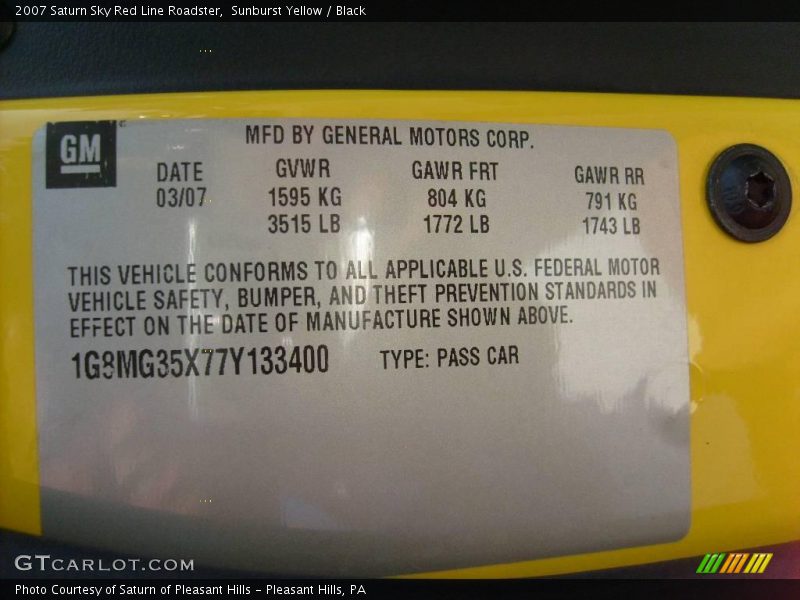 2007 Saturn Sky Red Line Roadster,  Sunburst Yellow / Black
GM
MFD BY GENERAL MOTORS CORP.
DATE GVWR GAWR FRT GAWR RR
03/07 1595 KG 804 KG 791 KG
3515 LB 1772 LB 1743 LB
THIS VEHICLE CONFORMS TO ALL APPLICABLE U.S. FEDERAL MOTOR
VEHICLE SAFETY, BUMPER, AND THEFT PREVENTION STANDARDS IN
EFFECT ON THE DATE OF MANUFACTURE SHOWN ABOVE.
1G8MG35X77Y133400 TYPE: PASS CAR
GTCARLOT.COM
Photo Courtesy of Saturn of Pleasant Hills - Pleasant Hills, PA